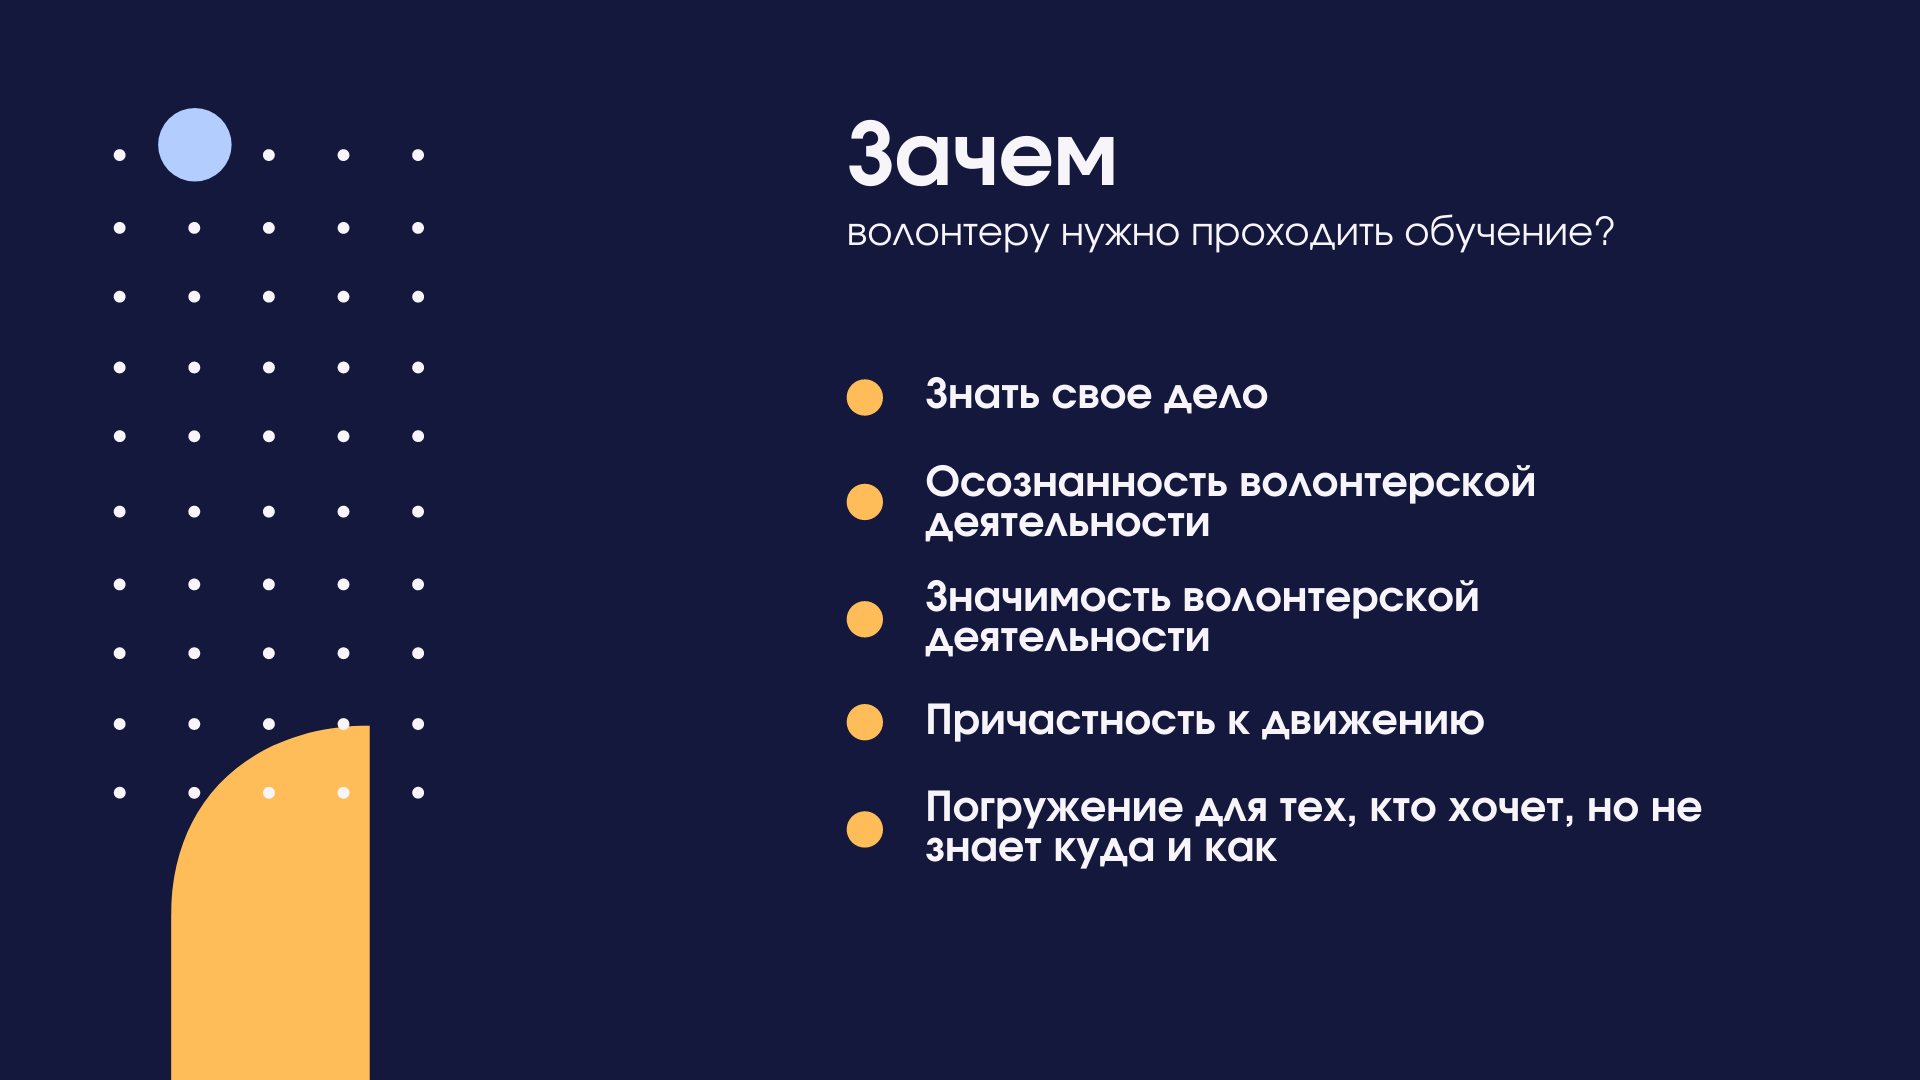 Зачем
волонтеру нужно проходить обучение?
Знать свое дело
Осознанность волонтерской
деятельности
Значимость волонтерской
деятельности
Причастность к движению
Погружение для тех, кто хочет, но не
знает куда и как